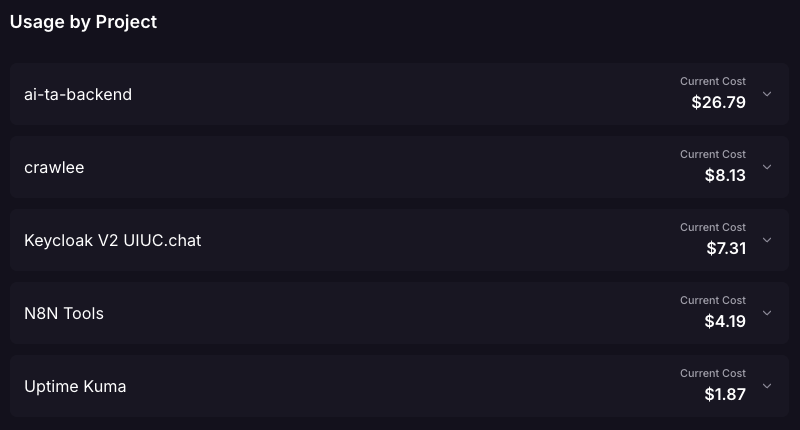 Usage by Project
ai-ta-backend
Current Cost
$26.79
crawlee
Current Cost
$8.13
Keycloak V2 UIUC.chat
Current Cost
$7.31
N8N Tools
Current Cost
$4.19
Uptime Kuma
Current Cost
$1.87